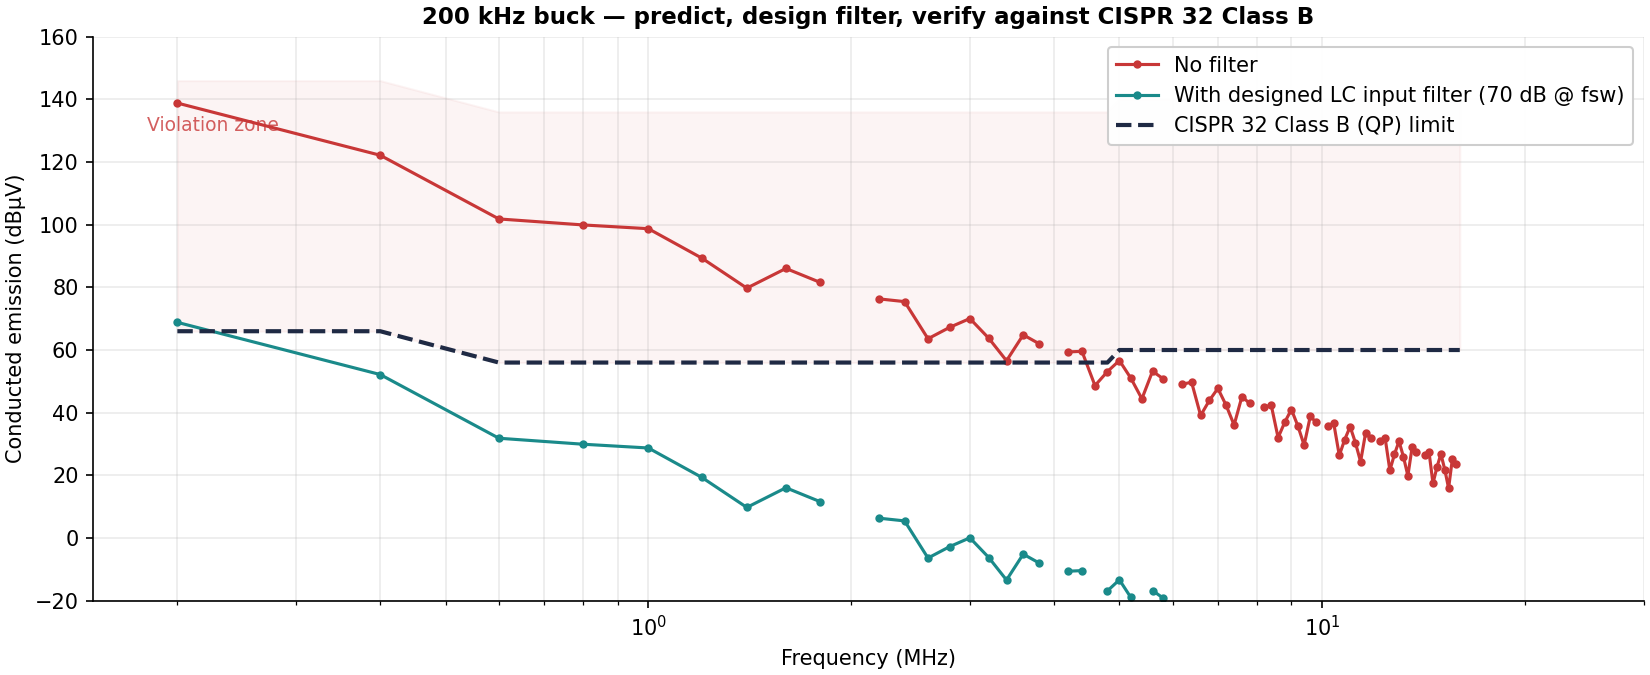 200 kHz buck — predict, design filter, verify against CISPR 32 Class B
160
140
120
100
80
60
40
20
0
−20
Conducted emission (dBµV)
Violation zone
No filter
With designed LC input filter (70 dB @ fsw)
CISPR 32 Class B (QP) limit
10⁰
10¹
Frequency (MHz)